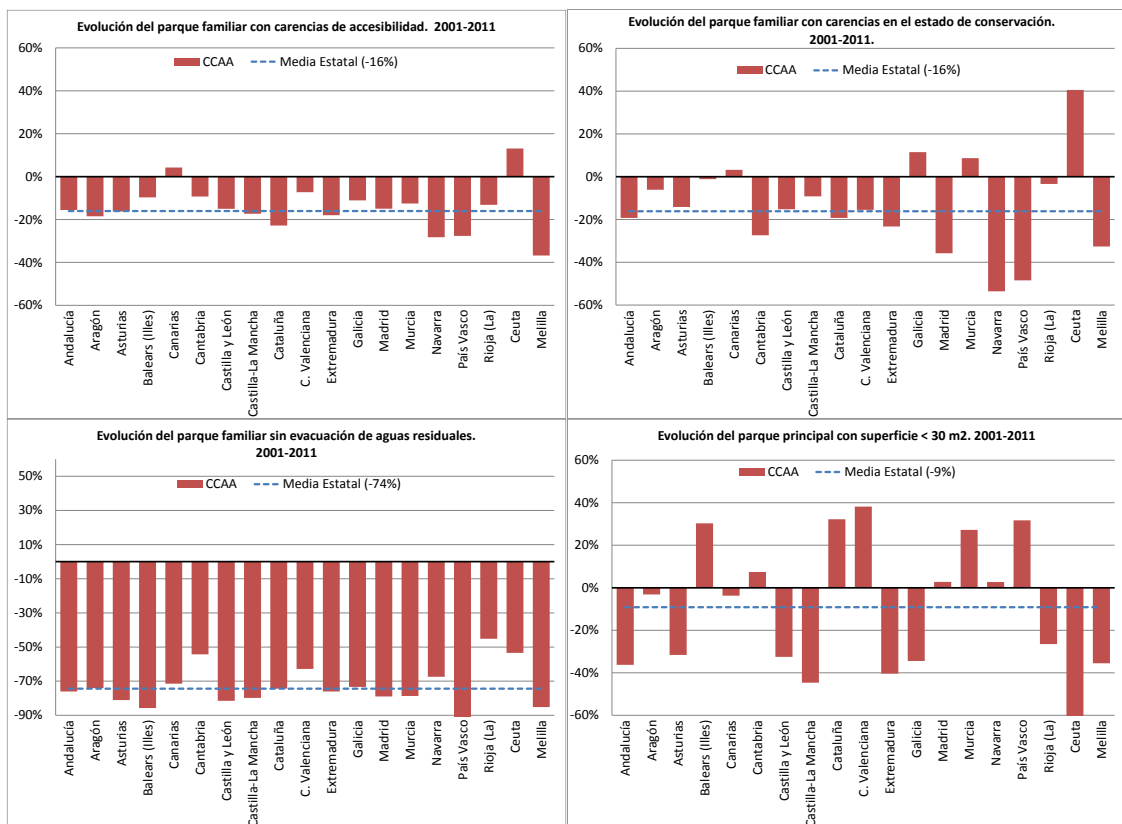 Evolución del parque familiar con carencias de accesibilidad. 2001-2011
60%
40%
20%
0%
-20%
-40%
-60%
CCAA
Media Estatal (-16%)
Andalucía
Aragón
Asturias
Balears (Illes)
Canarias
Cantabria
Castilla y León
Castilla-La Mancha
Cataluña
C. Valenciana
Extremadura
Galicia
Madrid
Murcia
Navarra
País Vasco
Rioja (La)
Ceuta
Melilla
Evolución del parque familiar con carencias en el estado de conservación.
2001-2011.
60%
40%
20%
0%
-20%
-40%
-60%
CCAA
Media Estatal (-16%)
Andalucía
Aragón
Asturias
Balears (Illes)
Canarias
Cantabria
Castilla y León
Castilla-La Mancha
Cataluña
C. Valenciana
Extremadura
Galicia
Madrid
Murcia
Navarra
País Vasco
Rioja (La)
Ceuta
Melilla
Evolución del parque familiar sin evacuación de aguas residuales.
2001-2011
50%
30%
10%
-10%
-30%
-50%
-70%
-90%
CCAA
Media Estatal (-74%)
Andalucía
Aragón
Asturias
Balears (Illes)
Canarias
Cantabria
Castilla y León
Castilla-La Mancha
Cataluña
C. Valenciana
Extremadura
Galicia
Madrid
Murcia
Navarra
País Vasco
Rioja (La)
Ceuta
Melilla
Evolución del parque principal con superficie < 30 m2. 2001-2011
60%
40%
20%
0%
-20%
-40%
-60%
CCAA
Media Estatal (-9%)
Andalucía
Aragón
Asturias
Balears (Illes)
Canarias
Cantabria
Castilla y León
Castilla-La Mancha
Cataluña
C. Valenciana
Extremadura
Galicia
Madrid
Murcia
Navarra
País Vasco
Rioja (La)
Ceuta
Melilla